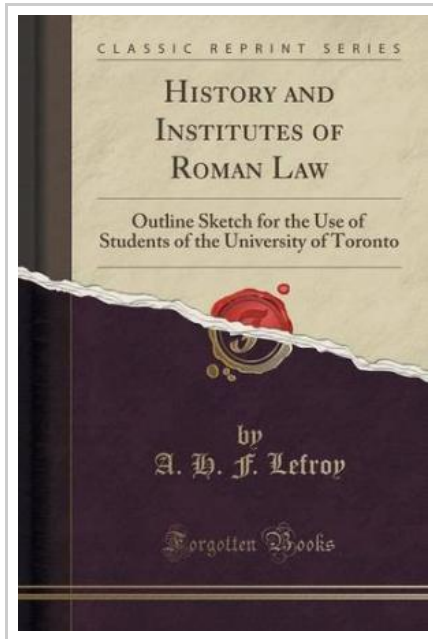 CLASSIC REPRINT SERIES
HISTORY AND
INSTITUTES OF
ROMAN LAW
Outline Sketch for the Use of
Students of the University of Toronto
by
A. H. F. Lefroy
Forgotten Books